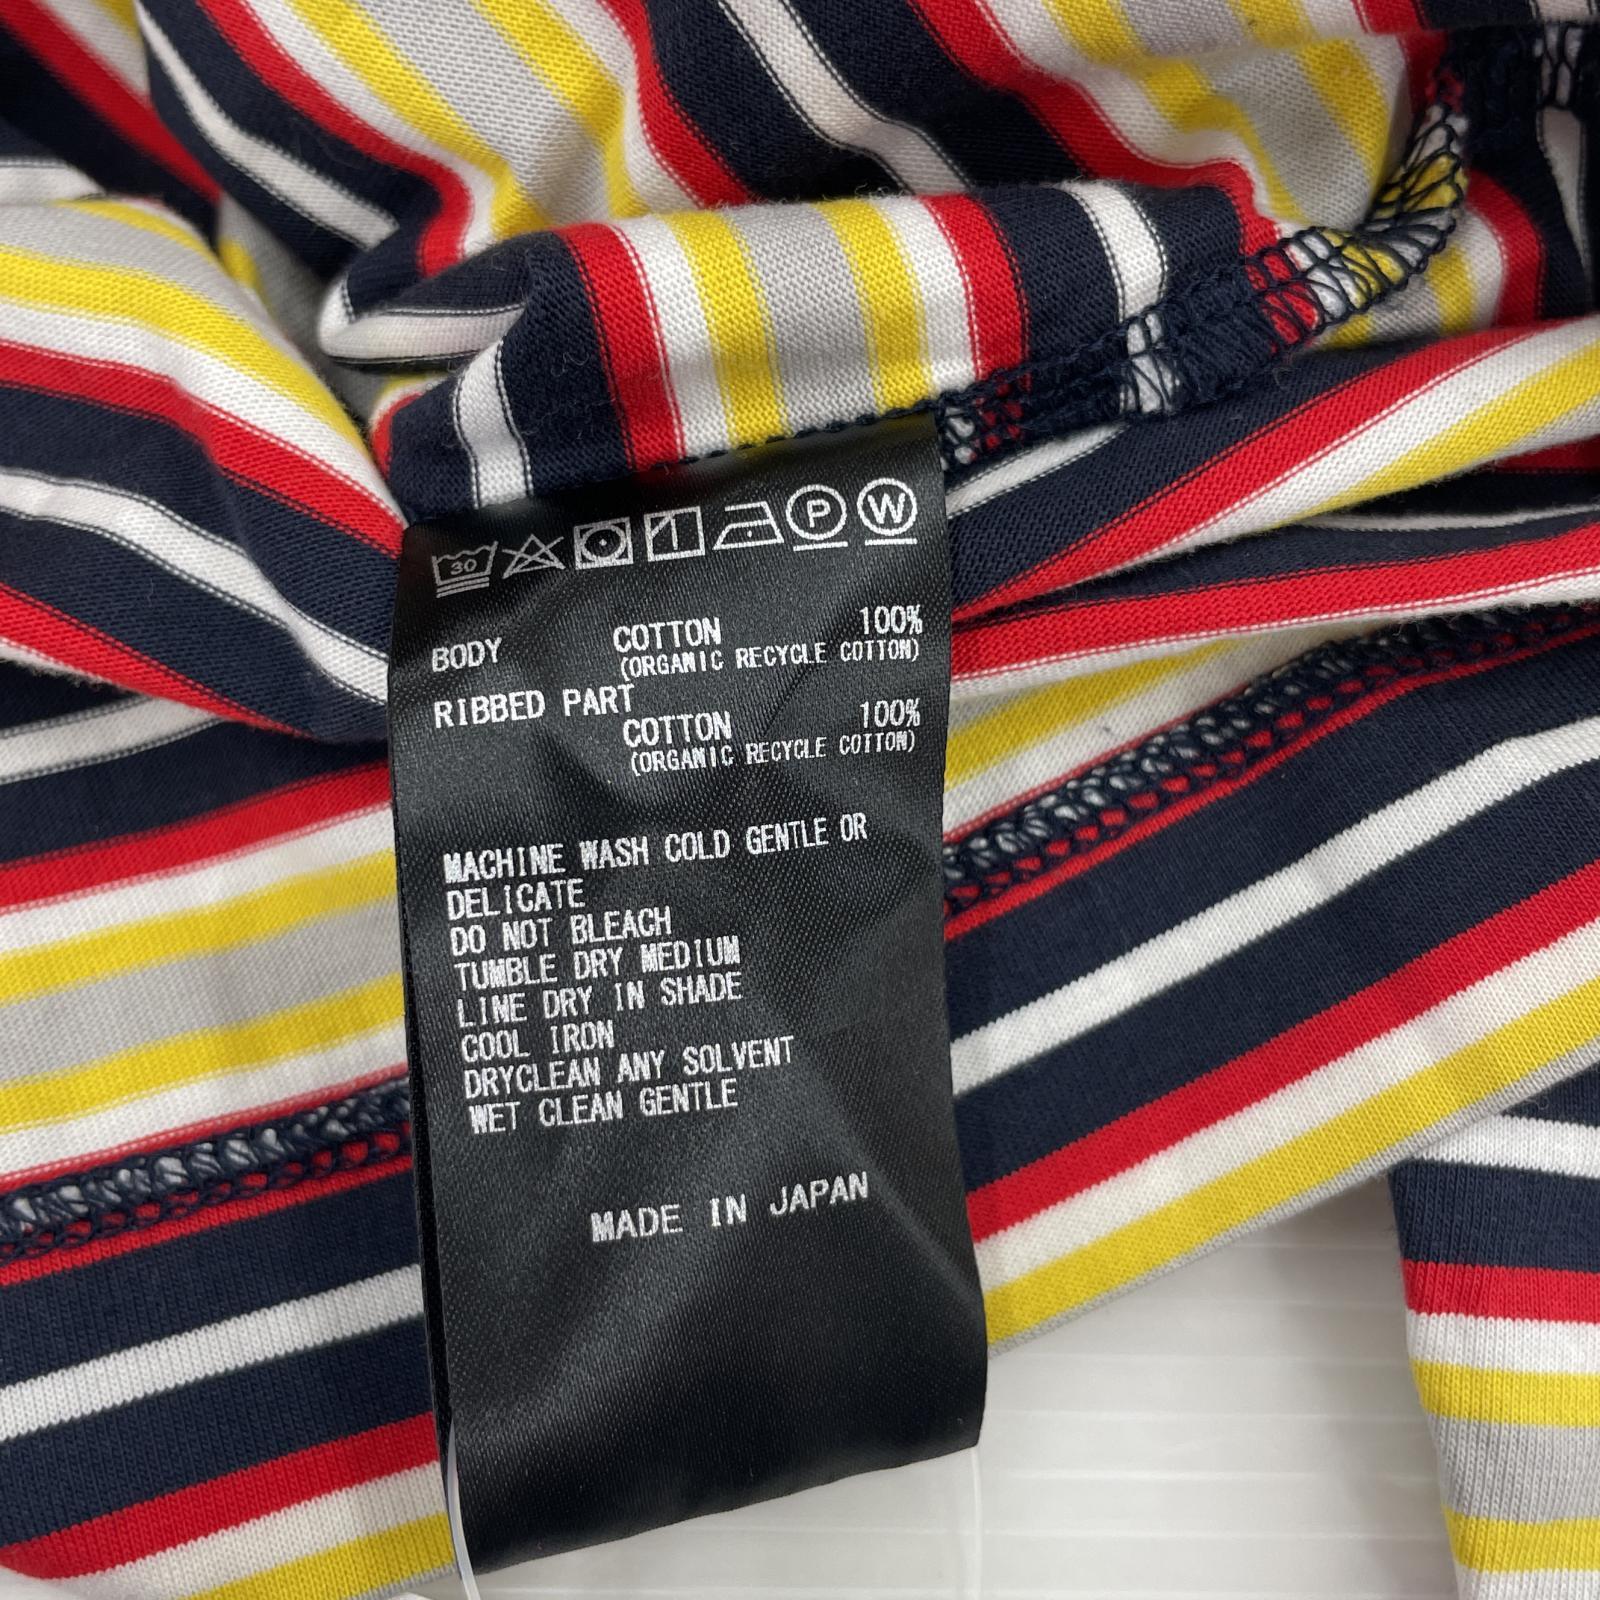 30 P W
BODY COTTON 100%
(ORGANIC RECYCLE COTTON)
RIBBED PART
COTTON 100%
(ORGANIC RECYCLE COTTON)
MACHINE WASH COLD GENTLE OR
DELICATE
DO NOT BLEACH
TUMBLE DRY MEDIUM
LINE DRY IN SHADE
COOL IRON
DRYCLEAN ANY SOLVENT
WET CLEAN GENTLE
MADE IN JAPAN